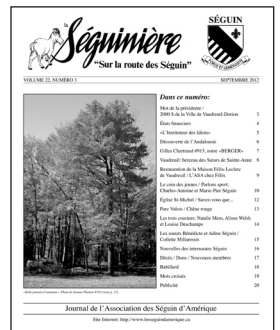 la
Séguinière
"Sur la route des Séguin"
SÉGUIN
VOLUME 22, NUMÉRO 3
SEPTEMBRE 2012
Dans ce numéro:
Mot de la présidente /
2000 $ de la Ville de Vaudreuil-Dorion 3
États financiers 4
«L'Instituteur des Idiots» 5
Découverte de l'Andalousie 6
Gilles Chartrand #915, notre «BERGER» 7
Vaudreuil: berceau des Soeurs de Sainte-Anne 8
Restauration de la Maison Félix-Leclerc
de Vaudreuil / L'ASA chez Félix 9
Le coin des jeunes / Parlons sport:
Charles-Antoine et Marie-Pier Séguin 10
Église St-Michel / Savez-vous que... 12
Parc Valois / Chêne rouge 13
Les trois cousines: Natalie Mero, Alison Welsh
et Louise Deschamps 14
Les soeurs Bénédicte et Adine Séguin /
Collette Millaressis 15
Nouvelles des internautes Séguin 16
Décès / Dons / Nouveaux membres 17
Babillard 18
Mots croisés 19
Publicité 20
Journal de l'Association des Séguin d'Amérique
Site Internet: http://www.lesseguindamerique.ca